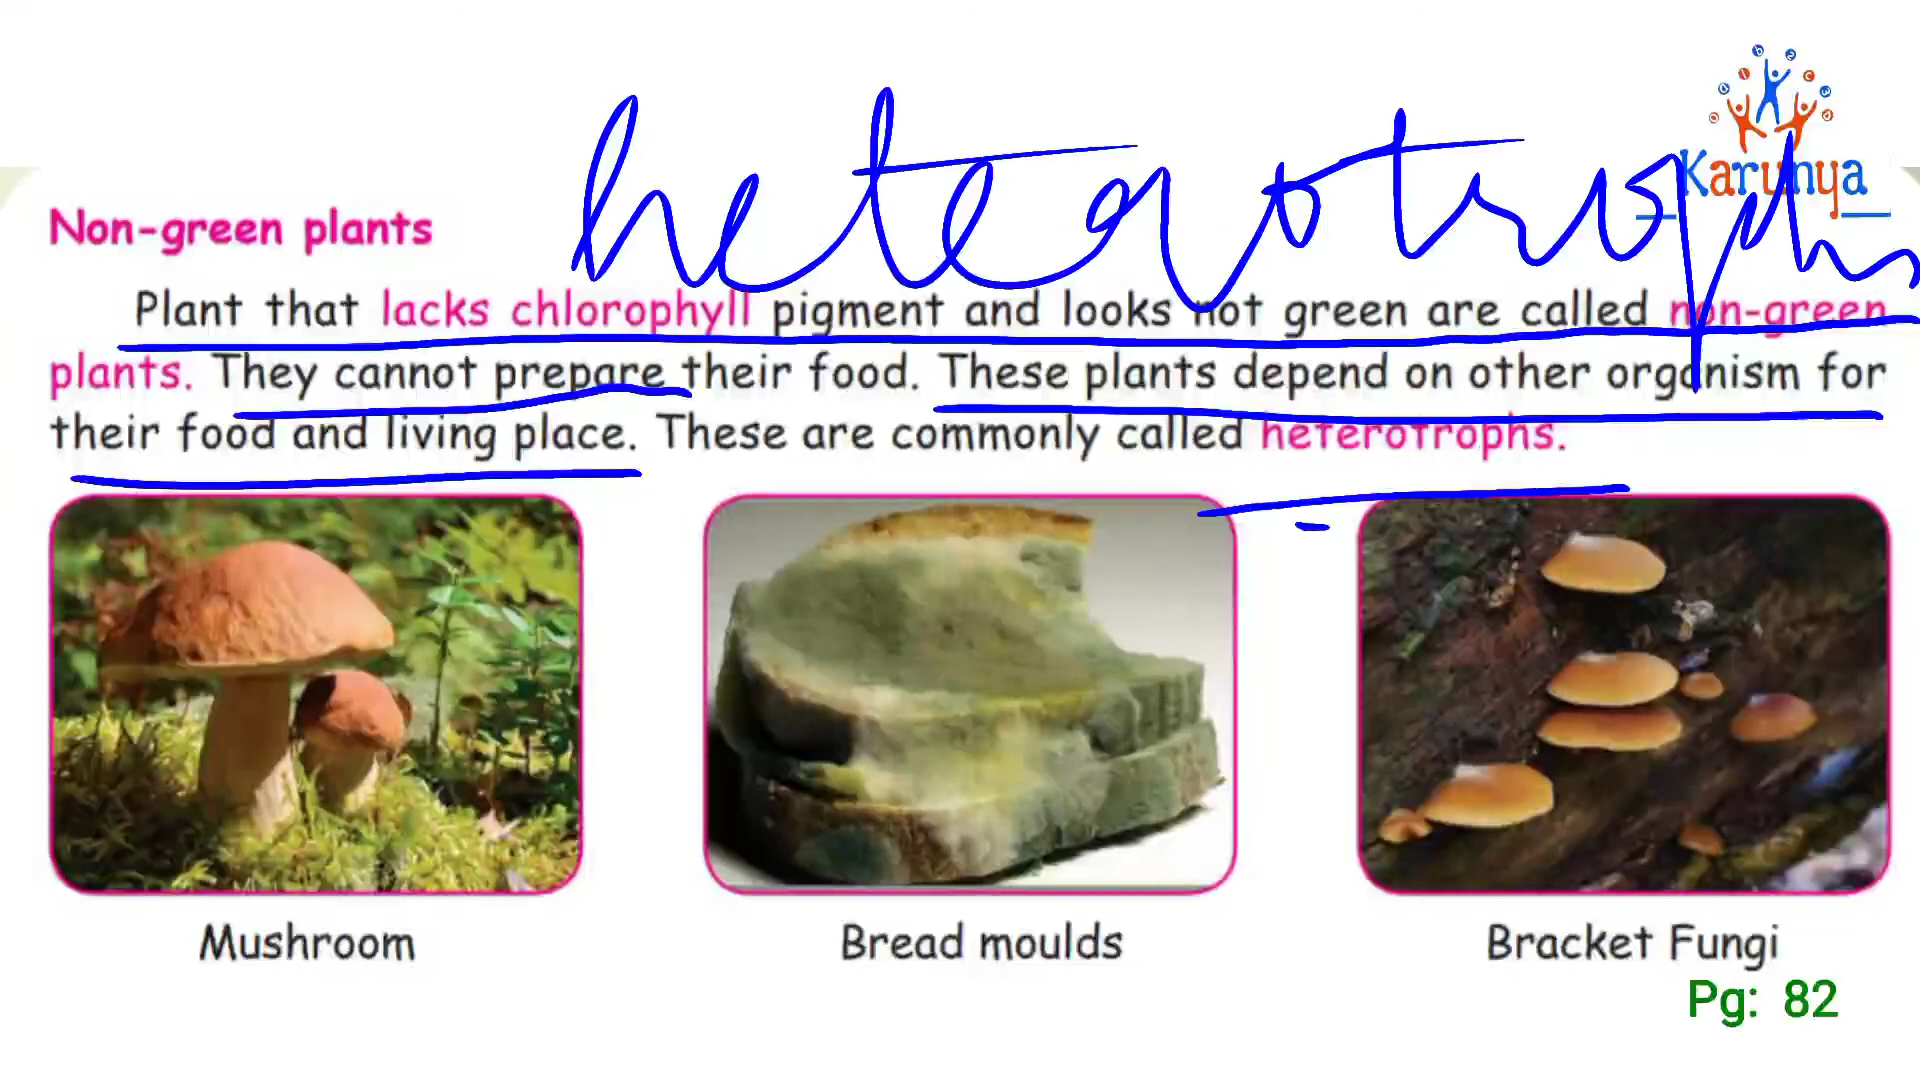 heterotrophs
Karunya
Non-green plants
Plant that lacks chlorophyll pigment and looks not green are called non-green
plants. They cannot prepare their food. These plants depend on other organism for
their food and living place. These are commonly called heterotrophs.
Mushroom
Bread moulds
Bracket Fungi
Pg: 82